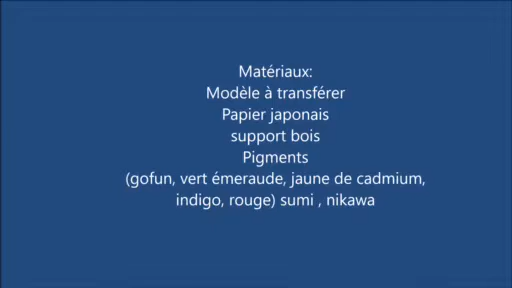 Matériaux:
Modèle à transférer
Papier japonais
support bois
Pigments
(gofun, vert émeraude, jaune de cadmium,
indigo, rouge) sumi , nikawa